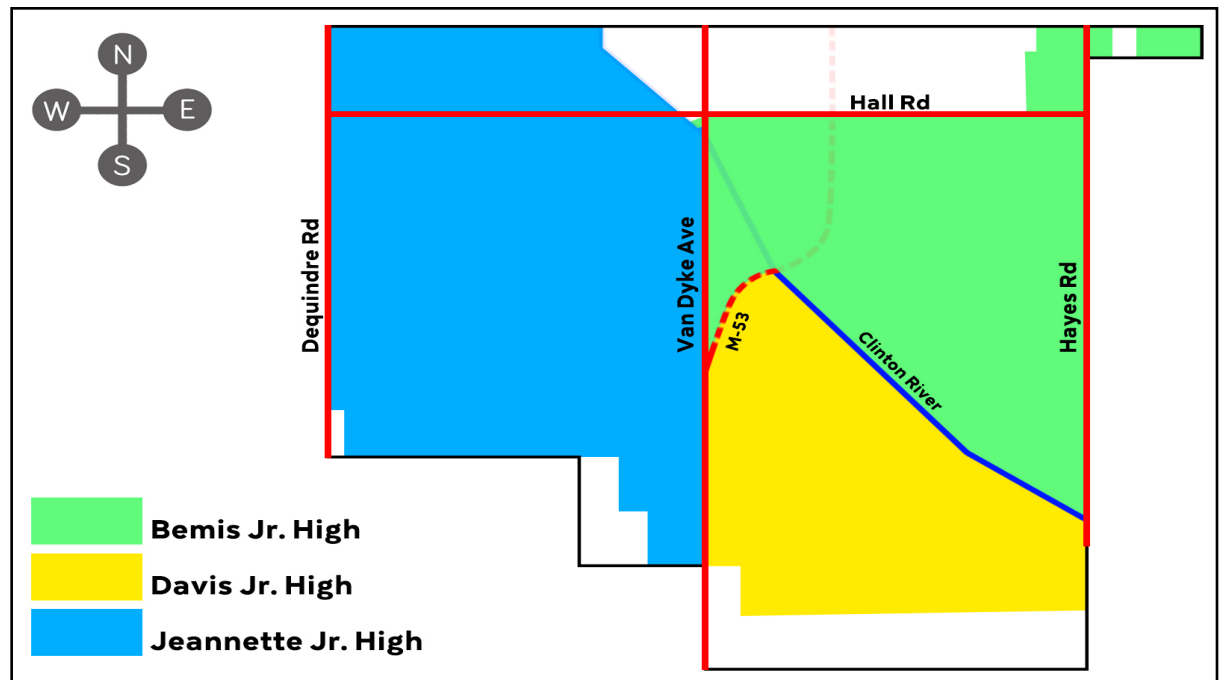 N
W
E
S
Hall Rd
Dequindre Rd
Van Dyke Ave
M-53
Clinton River
Hayes Rd
Bemis Jr. High
Davis Jr. High
Jeannette Jr. High